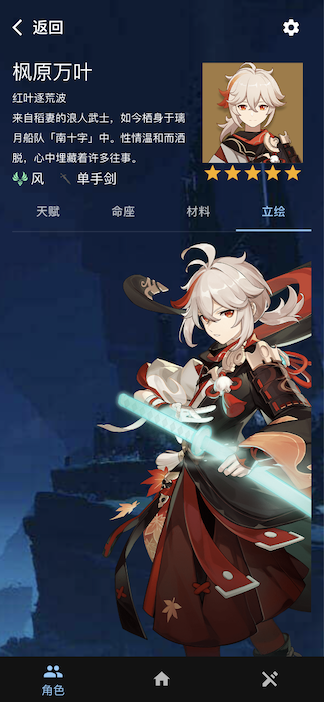 返回
枫原万叶
红叶逐荒波
来自稻妻的浪人武士，如今栖身于璃
月船队「南十字」中。性情温和而洒
脱，心中埋藏着许多往事。
风 单手剑
天赋 命座 材料 立绘
角色